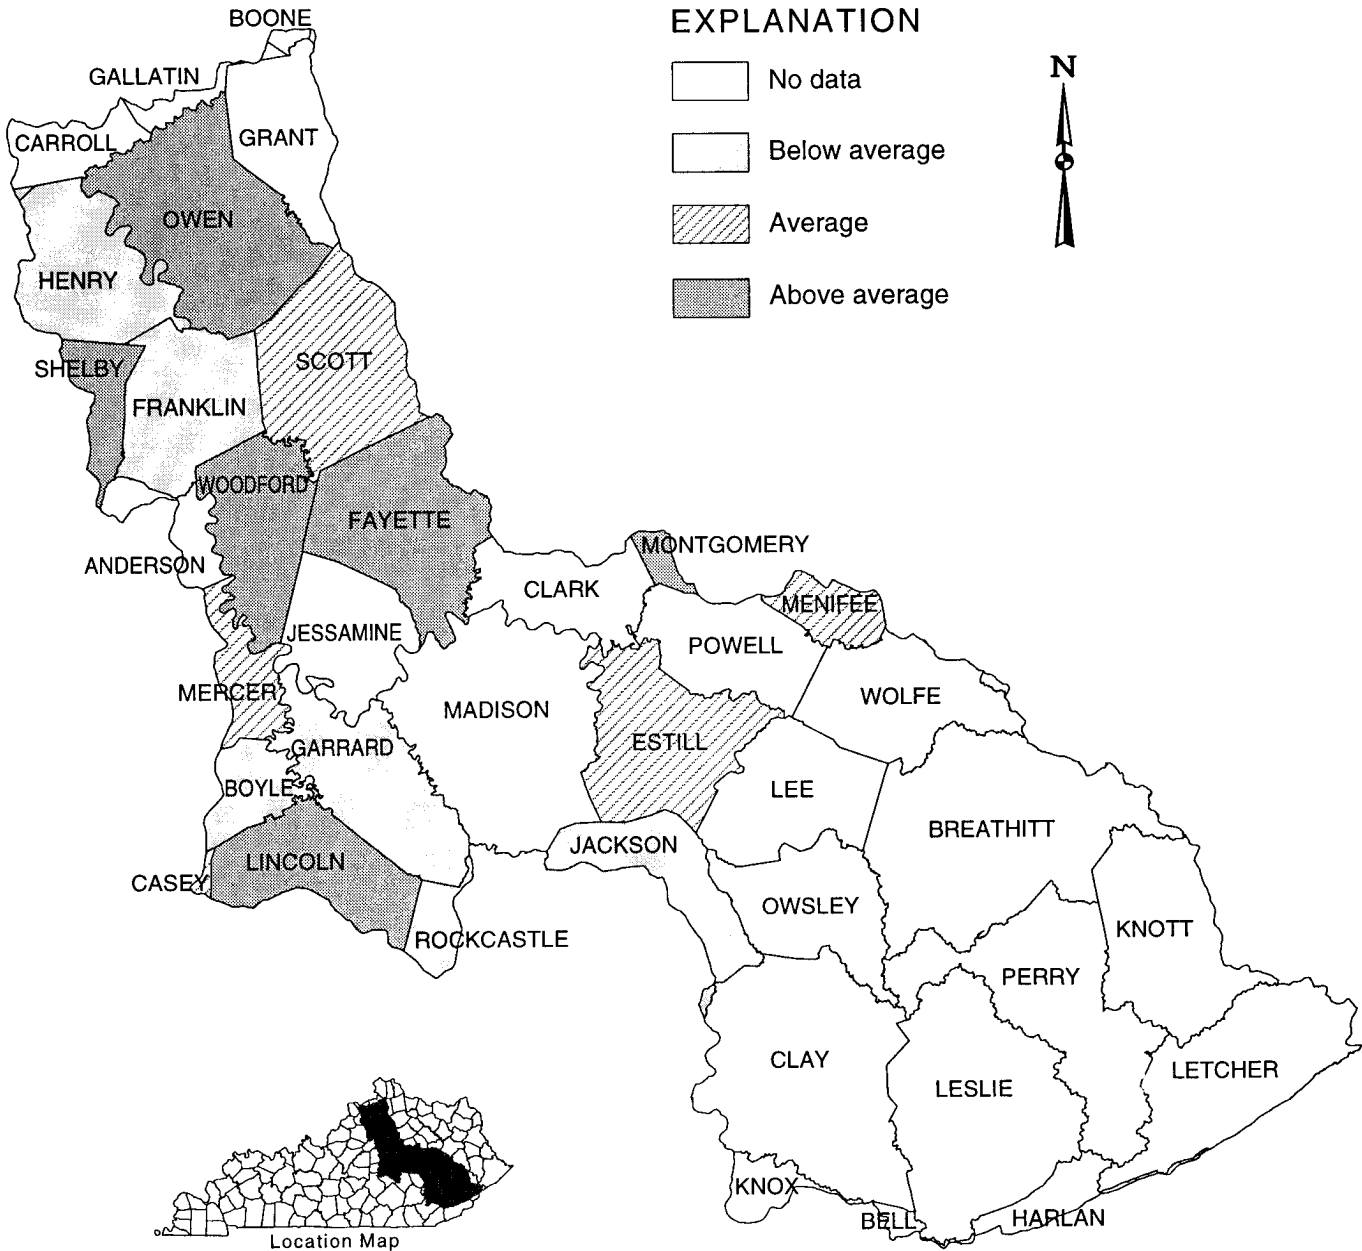 BOONE
EXPLANATION
GALLATIN
N
No data
CARROLL
GRANT
Below average
OWEN
Average
HENRY
Above average
SHELBY
SCOTT
FRANKLIN
WOODFORD
FAYETTE
MONTGOMERY
ANDERSON
CLARK
MENIFEE
JESSAMINE
POWELL
MERCER
WOLFE
MADISON
ESTILL
GARRARD
BOYLE
LEE
BREATHITT
JACKSON
LINCOLN
CASEY
OWSLEY
KNOTT
ROCKCASTLE
PERRY
CLAY
LESLIE
LETCHER
KNOX
BELL
HARLAN
Location Map